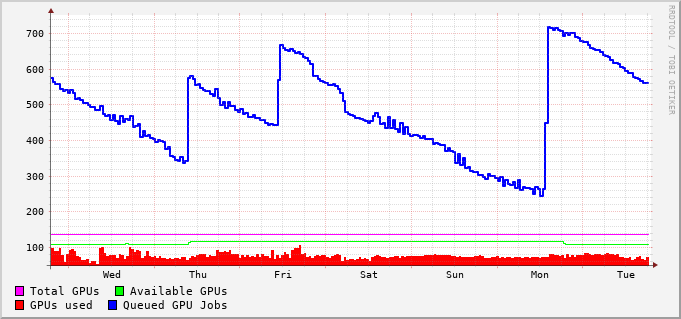 700
600
500
400
300
200
100
Wed Thu Fri Sat Sun Mon Tue
Total GPUs Available GPUs
GPUs used Queued GPU Jobs
RRDTOOL / TOBI OETIKER